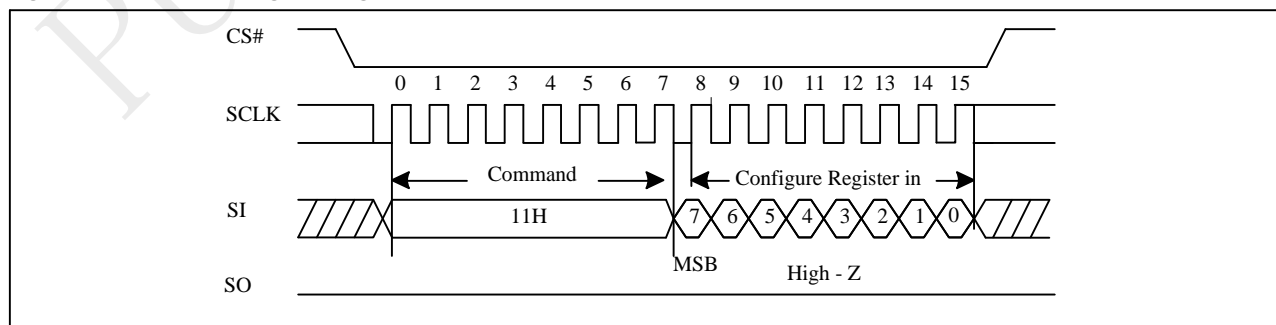 CS#
0 1 2 3 4 5 6 7 8 9 10 11 12 13 14 15
SCLK
Command Configure Register in
SI 11H 7 6 5 4 3 2 1 0
MSB High - Z
SO